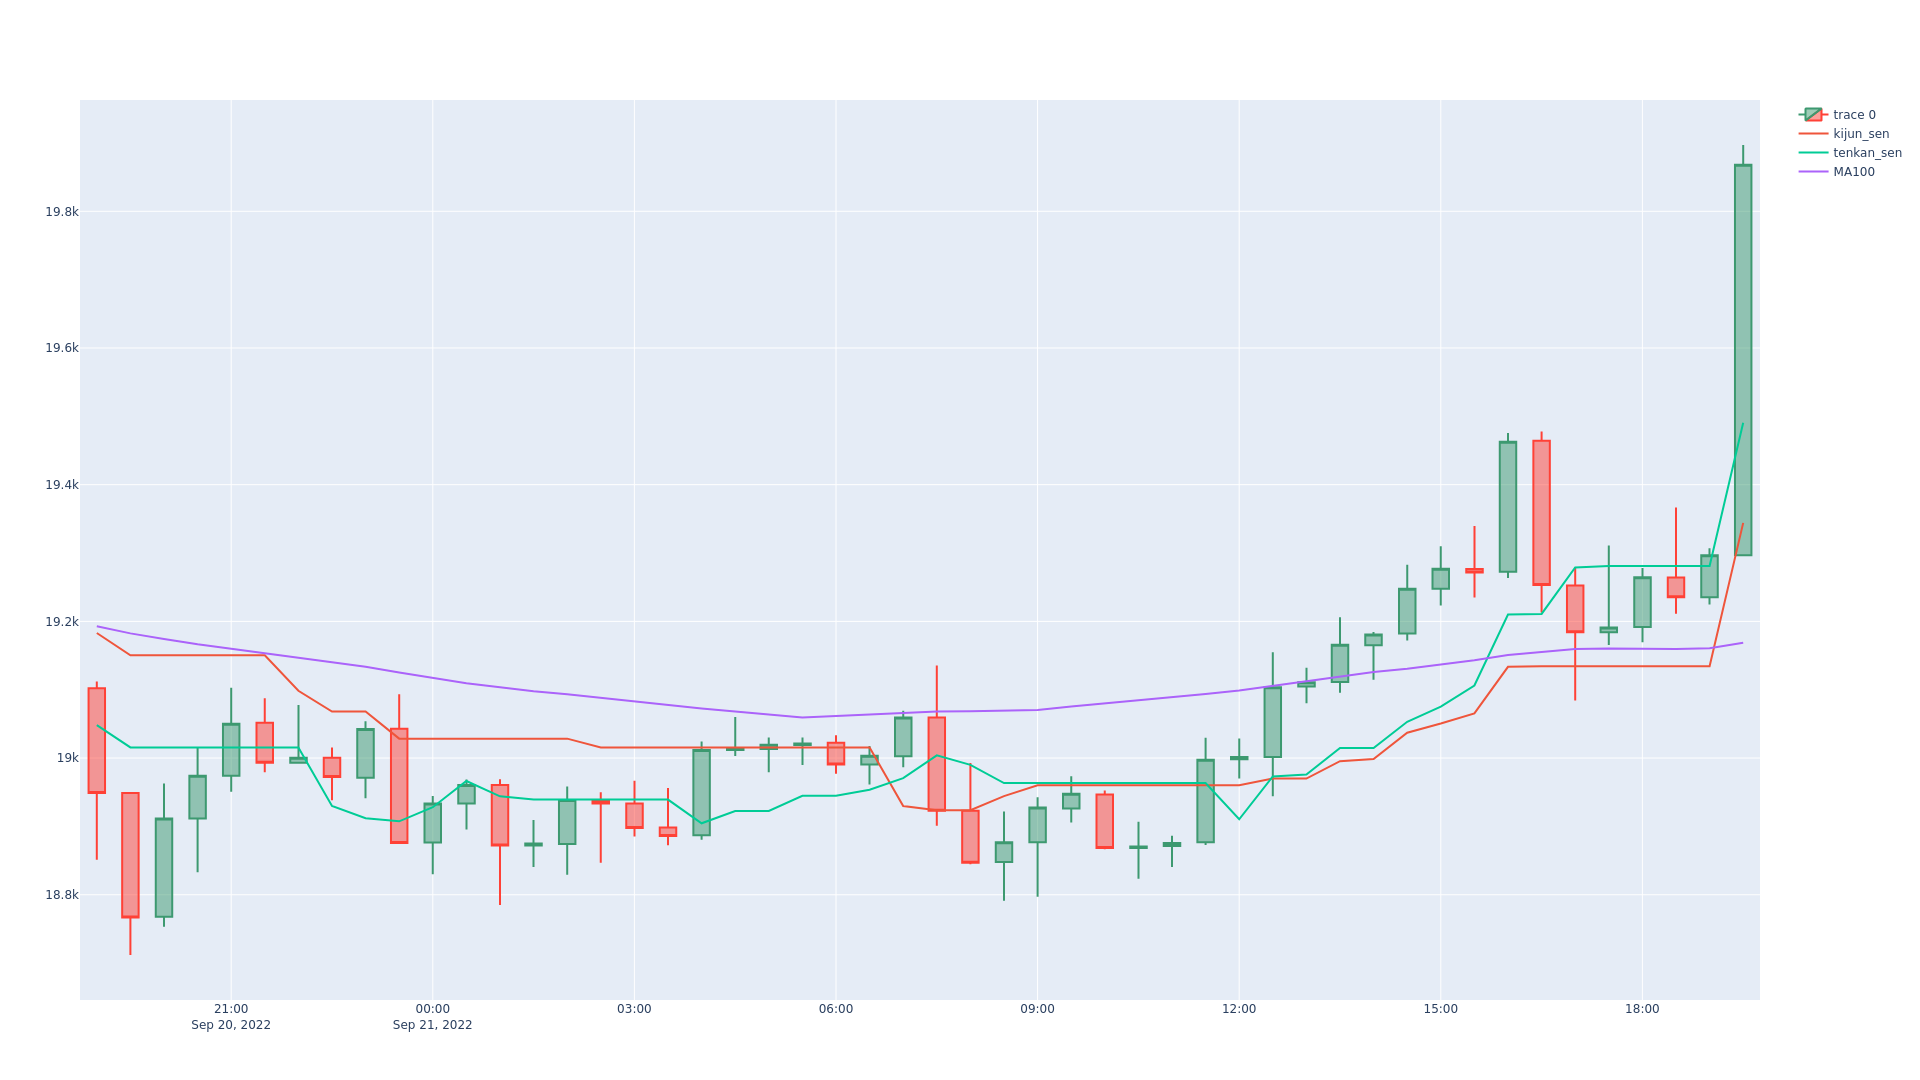 trace 0
kijun_sen
tenkan_sen
MA100
19.8k
19.6k
19.4k
19.2k
19k
18.8k
21:00 00:00 03:00 06:00 09:00 12:00 15:00 18:00
Sep 20, 2022 Sep 21, 2022